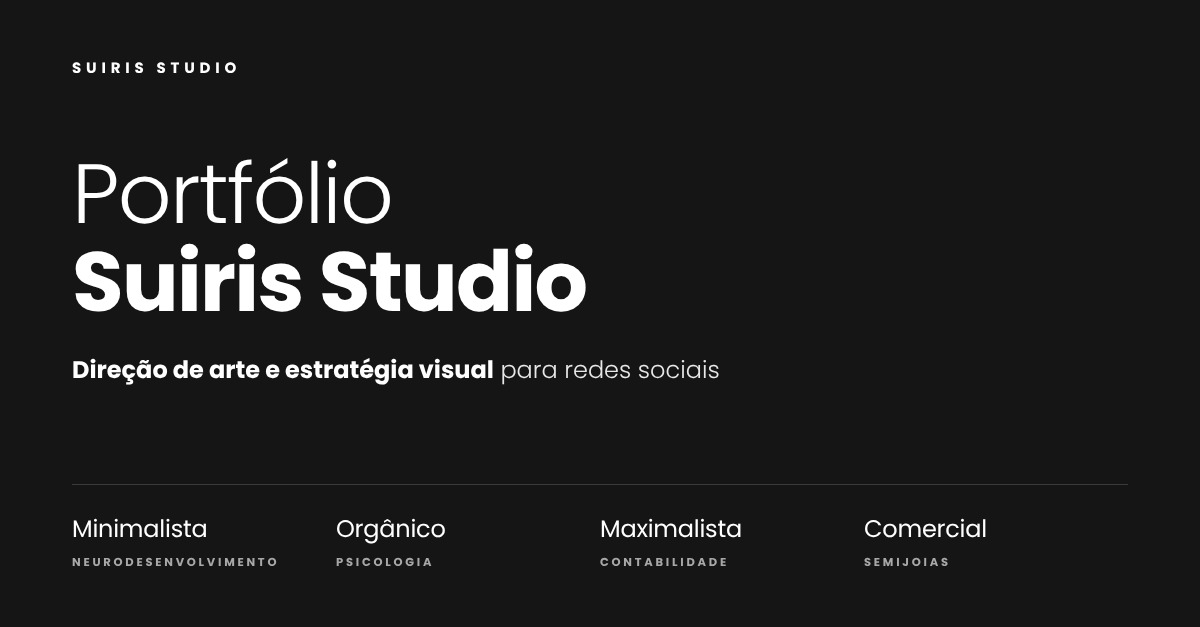 SUIRIS STUDIO
Portfólio
Suiris Studio
Direção de arte e estratégia visual para redes sociais
Minimalista
NEURODESENVOLVIMENTO
Orgânico
PSICOLOGIA
Maximalista
CONTABILIDADE
Comercial
SEMIJOIAS